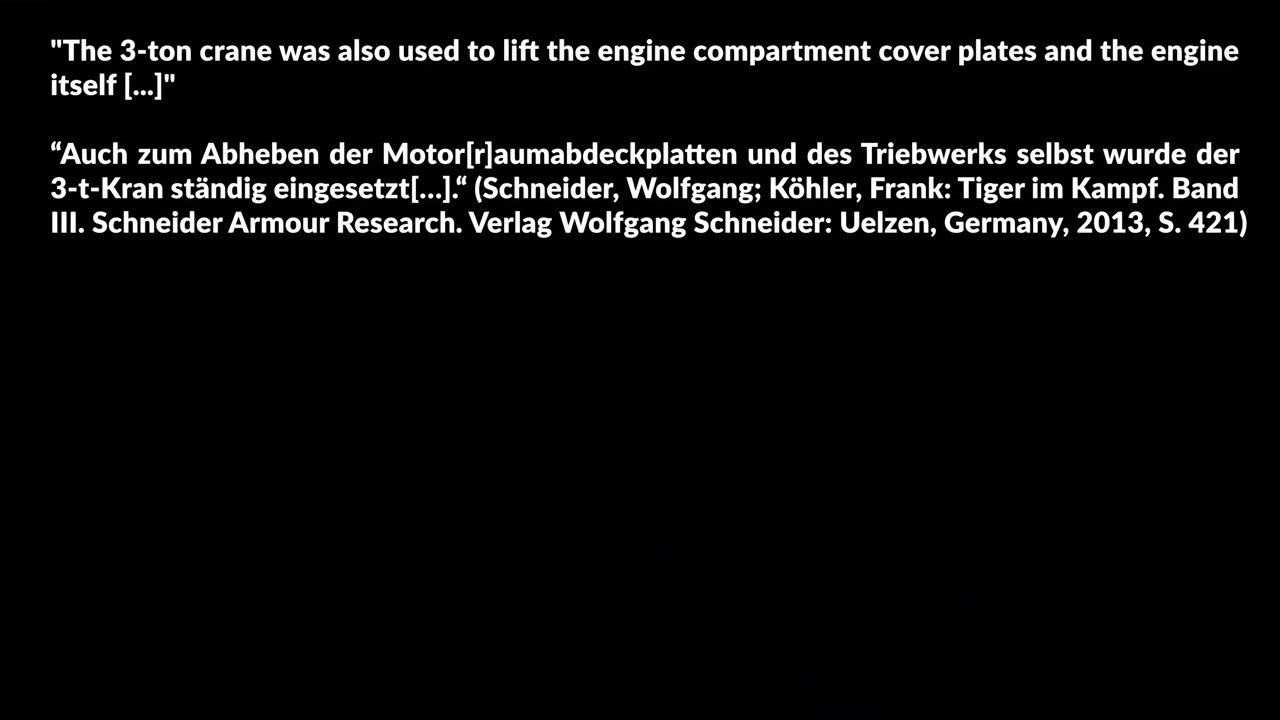 "The 3-ton crane was also used to lift the engine compartment cover plates and the engine
itself [...]"
“Auch zum Abheben der Motor[r]aumabdeckplatten und des Triebwerks selbst wurde der
3-t-Kran ständig eingesetzt[…].“ (Schneider, Wolfgang; Köhler, Frank: Tiger im Kampf. Band
III. Schneider Armour Research. Verlag Wolfgang Schneider: Uelzen, Germany, 2013, S. 421)